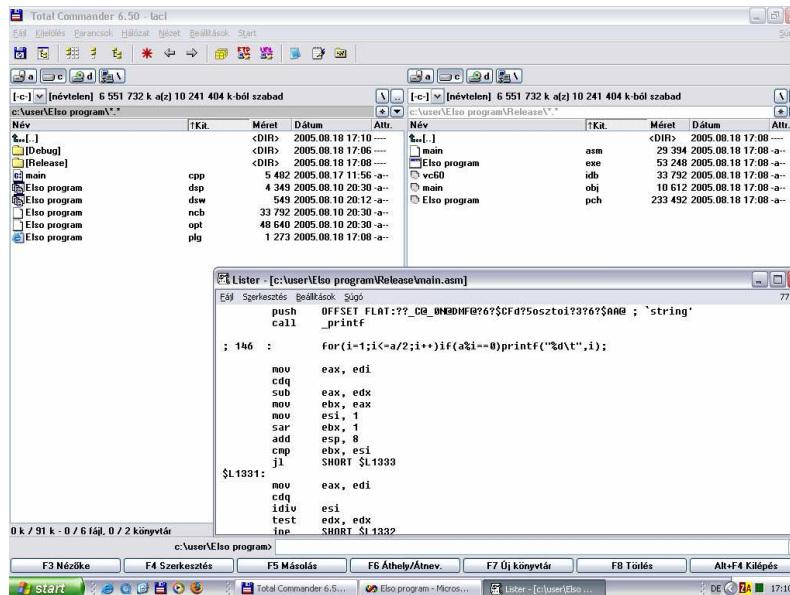 Total Commander 6.50 - laci
Fájl Kijelölés Parancsok Hálózat Nézet Beállítások Start
a c d \
a c d \
[-c-] [névtelen] 6 551 732 k a(z) 10 241 404 k-ból szabad \ ..
[-c-] [névtelen] 6 551 732 k a(z) 10 241 404 k-ból szabad \
c:\user\Elso program\*.*
c:\user\Elso program\Release\*.*
Név ↑Kit. Méret Dátum Attr.
[..] <DIR> 2005.08.18 17:10 ----
[Debug] <DIR> 2005.08.18 17:06 ----
[Release] <DIR> 2005.08.18 17:08 ----
main cpp 5 482 2005.08.17 11:56 -a--
Elso program dsp 4 349 2005.08.10 20:30 -a--
Elso program dsw 549 2005.08.10 20:12 -a--
Elso program ncb 33 792 2005.08.10 20:30 -a--
Elso program opt 48 640 2005.08.10 20:30 -a--
Elso program plg 1 273 2005.08.18 17:08 -a--
Név ↑Kit. Méret Dátum Attr.
[..] <DIR> 2005.08.18 17:08 ----
main asm 29 394 2005.08.18 17:08 -a--
Elso program exe 53 248 2005.08.18 17:08 -a--
vc60 idb 33 792 2005.08.18 17:08 -a--
main obj 10 612 2005.08.18 17:08 -a--
Elso program pch 233 492 2005.08.18 17:08 -a--
Lister - [c:\user\Elso program\Release\main.asm]
Fájl Szerkesztés Beállítások Súgó 77
push OFFSET FLAT:??_C@_0N@DMF@?6?$CFd?5osztoi?3?6?$AA@ ; `string'
call _printf
; 146 : for(i=1;i<=a/2;i++)if(a%i==0)printf("%d\t",i);
mov eax, edi
cdq
sub eax, edx
mov ebx, eax
mov esi, 1
sar ebx, 1
add esp, 8
cmp ebx, esi
jl SHORT $L1333
$L1331:
mov eax, edi
cdq
idiv esi
test edx, edx
jne SHORT $L1332
0 k / 91 k - 0 / 6 fájl, 0 / 2 könyvtár
c:\user\Elso program>
F3 Nézőke F4 Szerkesztés F5 Másolás F6 Áthely/Átnev. F7 Új könyvtár F8 Törlés Alt+F4 Kilépés
start Total Commander 6.5... Elso program - Micros... Lister - [c:\user\Elso ... DE 17:10